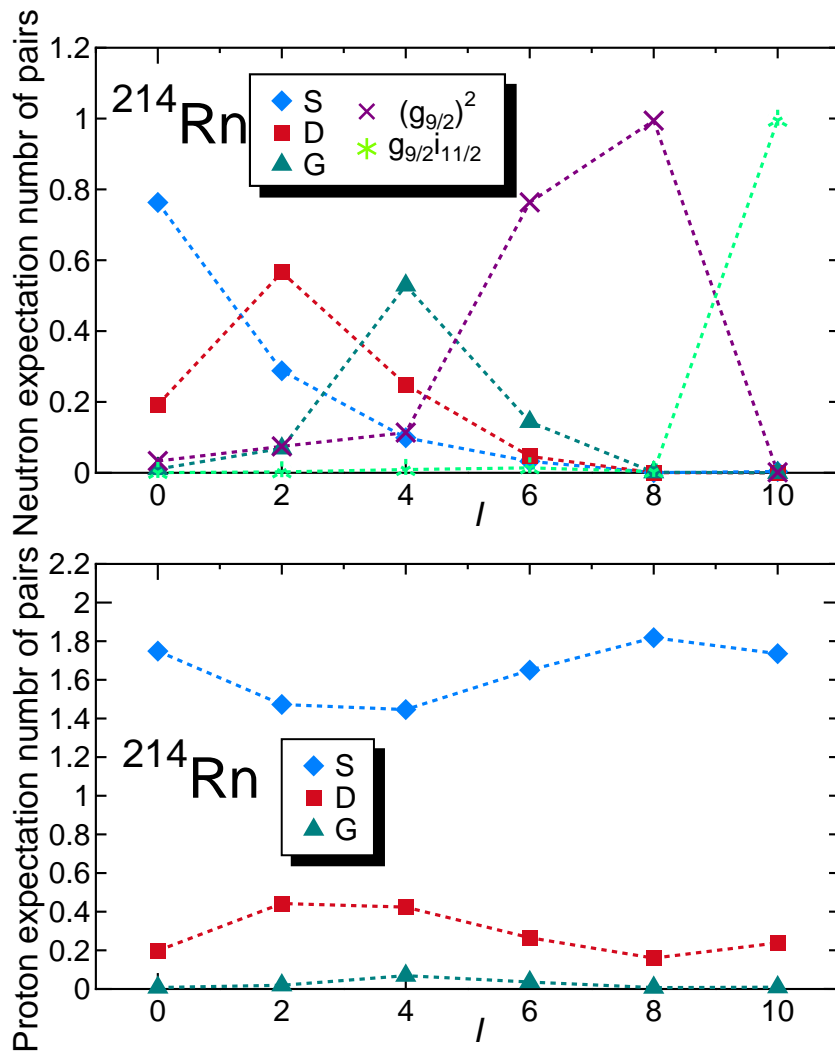 Neutron expectation numbr of pairs
1.2
1
0.8
0.6
0.4
0.2
0
²¹⁴Rn
S
D
G
(g9/2)²
g9/2i11/2
0 2 4 6 8 10
I
Proton expectation numbr of pairs
2.2
2
1.8
1.6
1.4
1.2
1
0.8
0.6
0.4
0.2
0
²¹⁴Rn
S
D
G
0 2 4 6 8 10
I